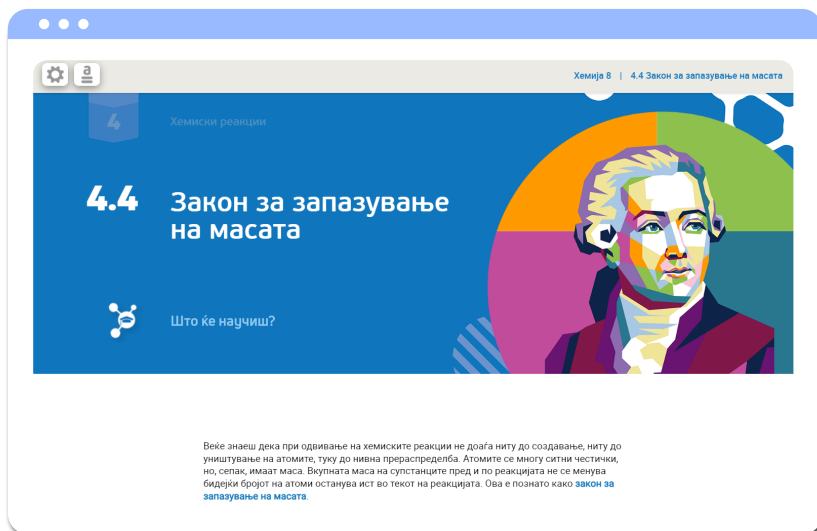 a
Хемија 8 | 4.4 Закон за запазување на масата
4
Хемиски реакции
4.4
Закон за запазување
на масата
Што ќе научиш?
Веќе знаеш дека при одвивање на хемиските реакции не доаѓа ниту до создавање, ниту до
уништување на атомите, туку до нивна прераспределба. Атомите се многу ситни честички,
но, сепак, имаат маса. Вкупната маса на супстанците пред и по реакцијата не се менува
бидејќи бројот на атоми останува ист во текот на реакцијата. Ова е познато како закон за
запазување на масата.